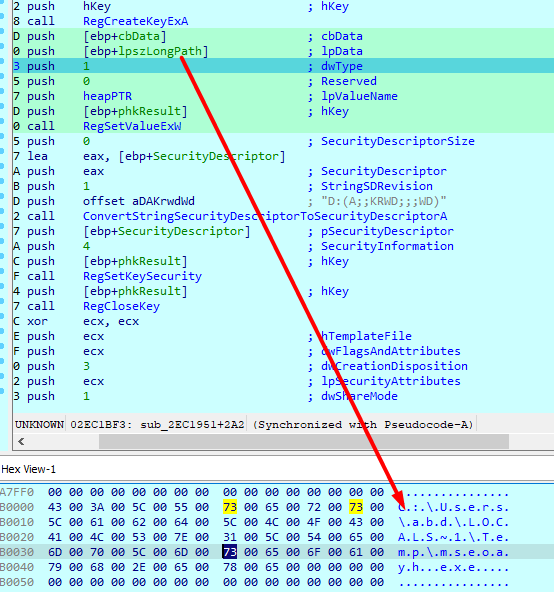 2 push hKey ; hKey
8 call RegCreateKeyExA
D push [ebp+cbData] ; cbData
0 push [ebp+lpszLongPath] ; lpData
3 push 1 ; dwType
5 push 0 ; Reserved
7 push heapPTR ; lpValueName
D push [ebp+phkResult] ; hKey
0 call RegSetValueExW
5 push 0 ; SecurityDescriptorSize
7 lea eax, [ebp+SecurityDescriptor]
A push eax ; SecurityDescriptor
B push 1 ; StringSDRevision
D push offset aDAKrwdWd ; "D:(A;;KRWD;;;WD)"
2 call ConvertStringSecurityDescriptorToSecurityDescriptorA
7 push [ebp+SecurityDescriptor] ; pSecurityDescriptor
A push 4 ; SecurityInformation
C push [ebp+phkResult] ; hKey
F call RegSetKeySecurity
4 push [ebp+phkResult] ; hKey
7 call RegCloseKey
C xor ecx, ecx
E push ecx ; hTemplateFile
F push ecx ; dwFlagsAndAttributes
0 push 3 ; dwCreationDisposition
2 push ecx ; lpSecurityAttributes
3 push 1 ; dwShareMode
UNKNOWN 02EC1BF3: sub_2EC1951+2A2 (Synchronized with Pseudocode-A)
Hex View-1
A7FF0 00 00 00 00 00 00 00 00 00 00 00 00 00 00 00 00 ................
B0000 43 00 3A 00 5C 00 55 00 73 00 65 00 72 00 73 00 C.:.\.U.s.e.r.s.
B0010 5C 00 61 00 62 00 64 00 5C 00 4C 00 4F 00 43 00 \.a.b.d.\.L.O.C.
B0020 41 00 4C 00 53 00 7E 00 31 00 5C 00 54 00 65 00 A.L.S.~.1.\.T.e.
B0030 6D 00 70 00 5C 00 6D 00 73 00 65 00 6F 00 61 00 m.p.\.m.s.e.o.a.
B0040 79 00 68 00 2E 00 65 00 78 00 65 00 00 00 00 00 y.h...e.x.e.....
B0050 00 00 00 00 00 00 00 00 00 00 00 00 00 00 00 00 ................